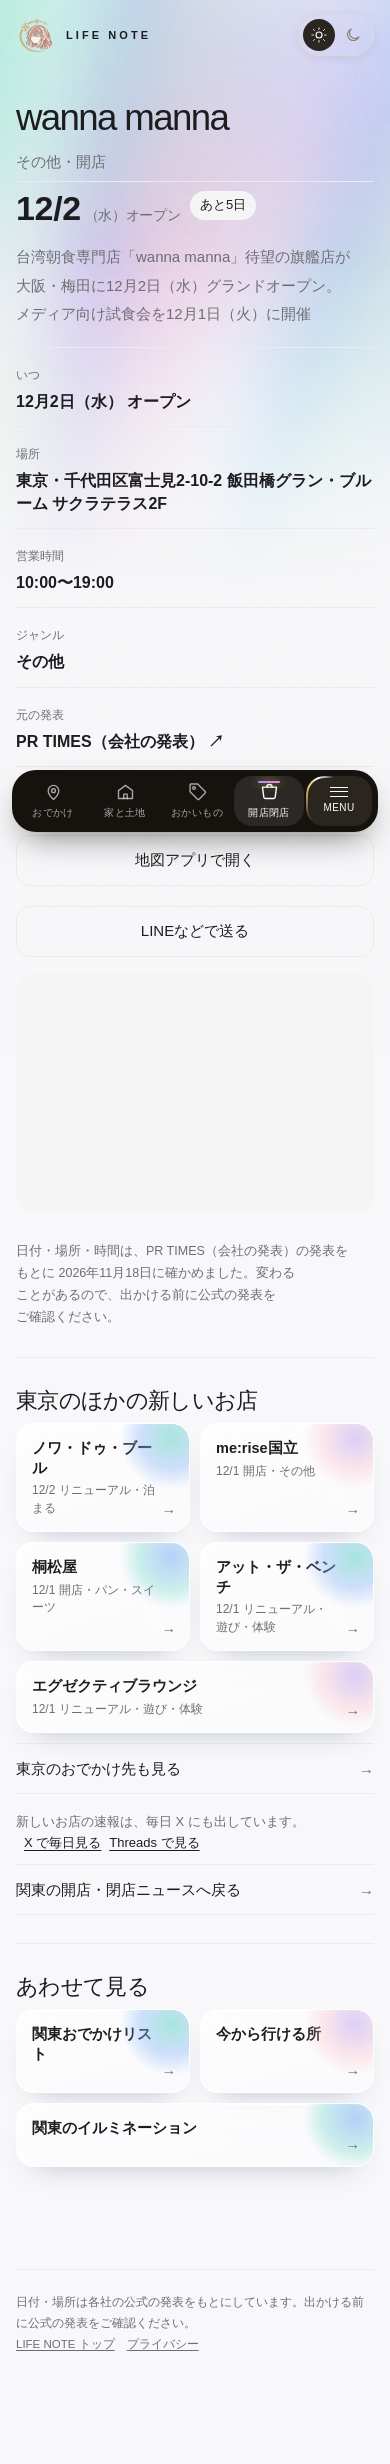 LIFE NOTE
wanna manna
その他・開店
12/2 （水）オープン あと5日
台湾朝食専門店「wanna manna」待望の旗艦店が
大阪・梅田に12月2日（水）グランドオープン。
メディア向け試食会を12月1日（火）に開催
いつ
12月2日（水） オープン
場所
東京・千代田区富士見2-10-2 飯田橋グラン・ブル
ーム サクラテラス2F
営業時間
10:00〜19:00
ジャンル
その他
元の発表
PR TIMES（会社の発表） ↗
おでかけ 家と土地 おかいもの 開店閉店 MENU
地図アプリで開く
LINEなどで送る
日付・場所・時間は、PR TIMES（会社の発表）の発表を
もとに 2026年11月18日に確かめました。変わる
ことがあるので、出かける前に公式の発表を
ご確認ください。
東京のほかの新しいお店
ノワ・ドゥ・ブー
ル
12/2 リニューアル・泊
まる
→
me:rise国立
12/1 開店・その他
→
桐松屋
12/1 開店・パン・スイ
ーツ
→
アット・ザ・ベン
チ
12/1 リニューアル・
遊び・体験
→
エグゼクティブラウンジ
12/1 リニューアル・遊び・体験
→
東京のおでかけ先も見る →
新しいお店の速報は、毎日 X にも出しています。
X で毎日見る Threads で見る
関東の開店・閉店ニュースへ戻る →
あわせて見る
関東おでかけリス
ト
→
今から行ける所
→
関東のイルミネーション
→
日付・場所は各社の公式の発表をもとにしています。出かける前
に公式の発表をご確認ください。
LIFE NOTE トップ プライバシー